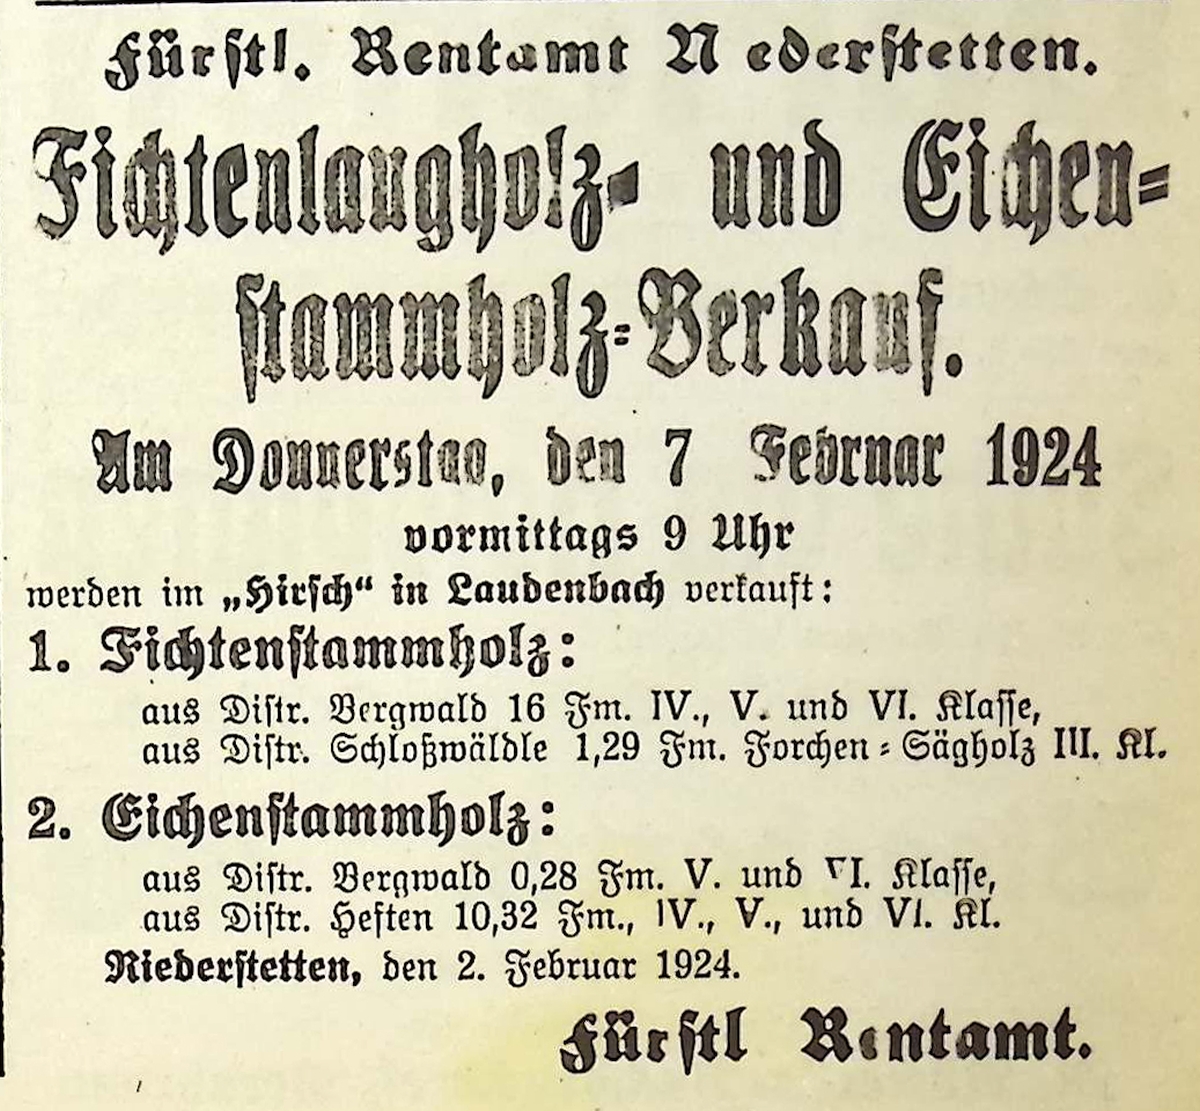 Fürstl. Rentamt Niederstetten.
Fichtenlangholz- und Eichen-
stammholz-Verkauf.
Am Donnerstag, den 7 Februar 1924
vormittags 9 Uhr
werden im „Hirsch“ in Laudenbach verkauft:
1. Fichtenstammholz:
aus Distr. Bergwald 16 Fm. IV., V. und VI. Klasse,
aus Distr. Schloßwäldle 1,29 Fm. Forchen-Sägholz III. Kl.
2. Eichenstammholz:
aus Distr. Bergwald 0,28 Fm. V. und VI. Klasse,
aus Distr. Heften 10,32 Fm., IV., V., und VI. Kl.
Niederstetten, den 2. Februar 1924.
Fürstl Rentamt.